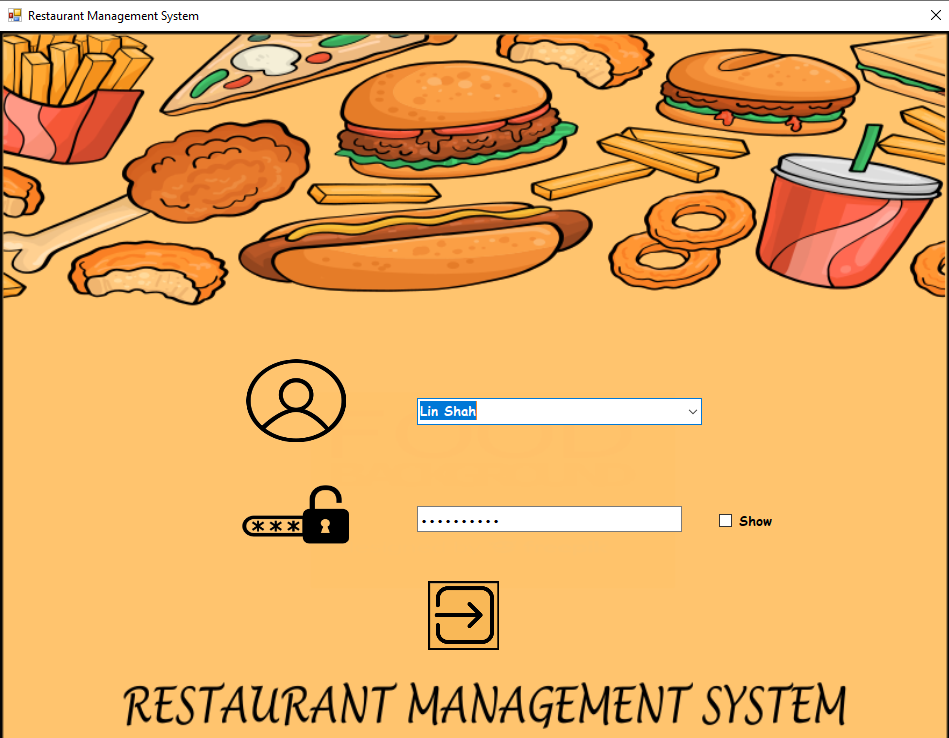 Restaurant Management System
Lin Shah
••••••••••
Show
RESTAURANT MANAGEMENT SYSTEM